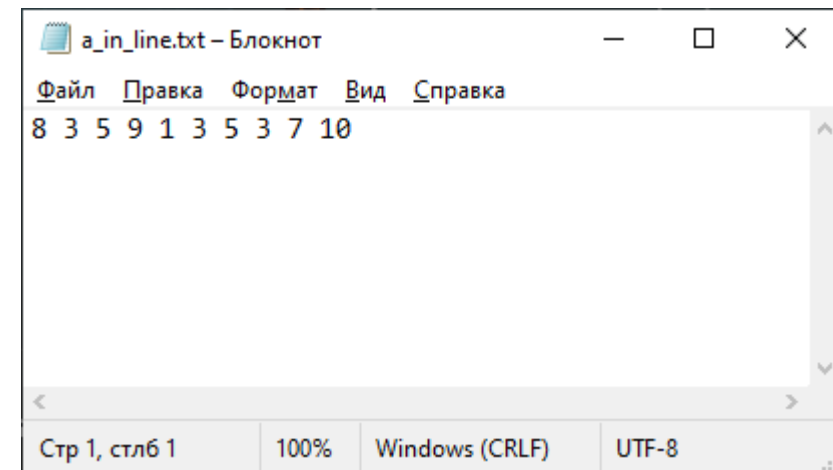 a_in_line.txt – Блокнот
Файл Правка Формат Вид Справка
8 3 5 9 1 3 5 3 7 10
Стр 1, стлб 1 100% Windows (CRLF) UTF-8